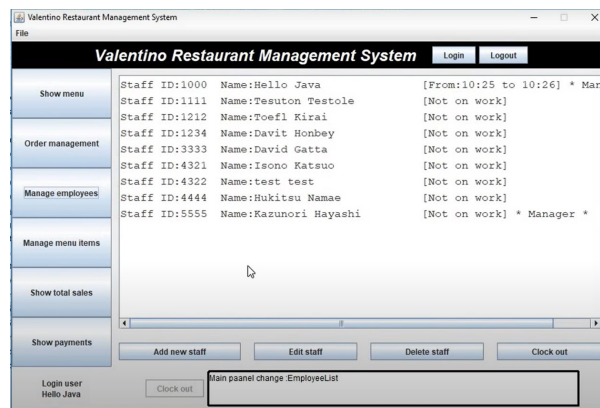 Valentino Restaurant Management System
File
Valentino Restaurant Management System Login Logout
Show menu
Order management
Manage employees
Manage menu items
Show total sales
Show payments
Staff ID:1000 Name:Hello Java [From:10:25 to 10:26] * Man
Staff ID:1111 Name:Tesuton Testole [Not on work]
Staff ID:1212 Name:Toefl Kirai [Not on work]
Staff ID:1234 Name:Davit Honbey [Not on work]
Staff ID:3333 Name:David Gatta [Not on work]
Staff ID:4321 Name:Isono Katsuo [Not on work]
Staff ID:4322 Name:test test [Not on work]
Staff ID:4444 Name:Hukitsu Namae [Not on work]
Staff ID:5555 Name:Kazunori Hayashi [Not on work] * Manager *
Add new staff Edit staff Delete staff Clock out
Login user
Hello Java
Clock out
Main paanel change :EmployeeList